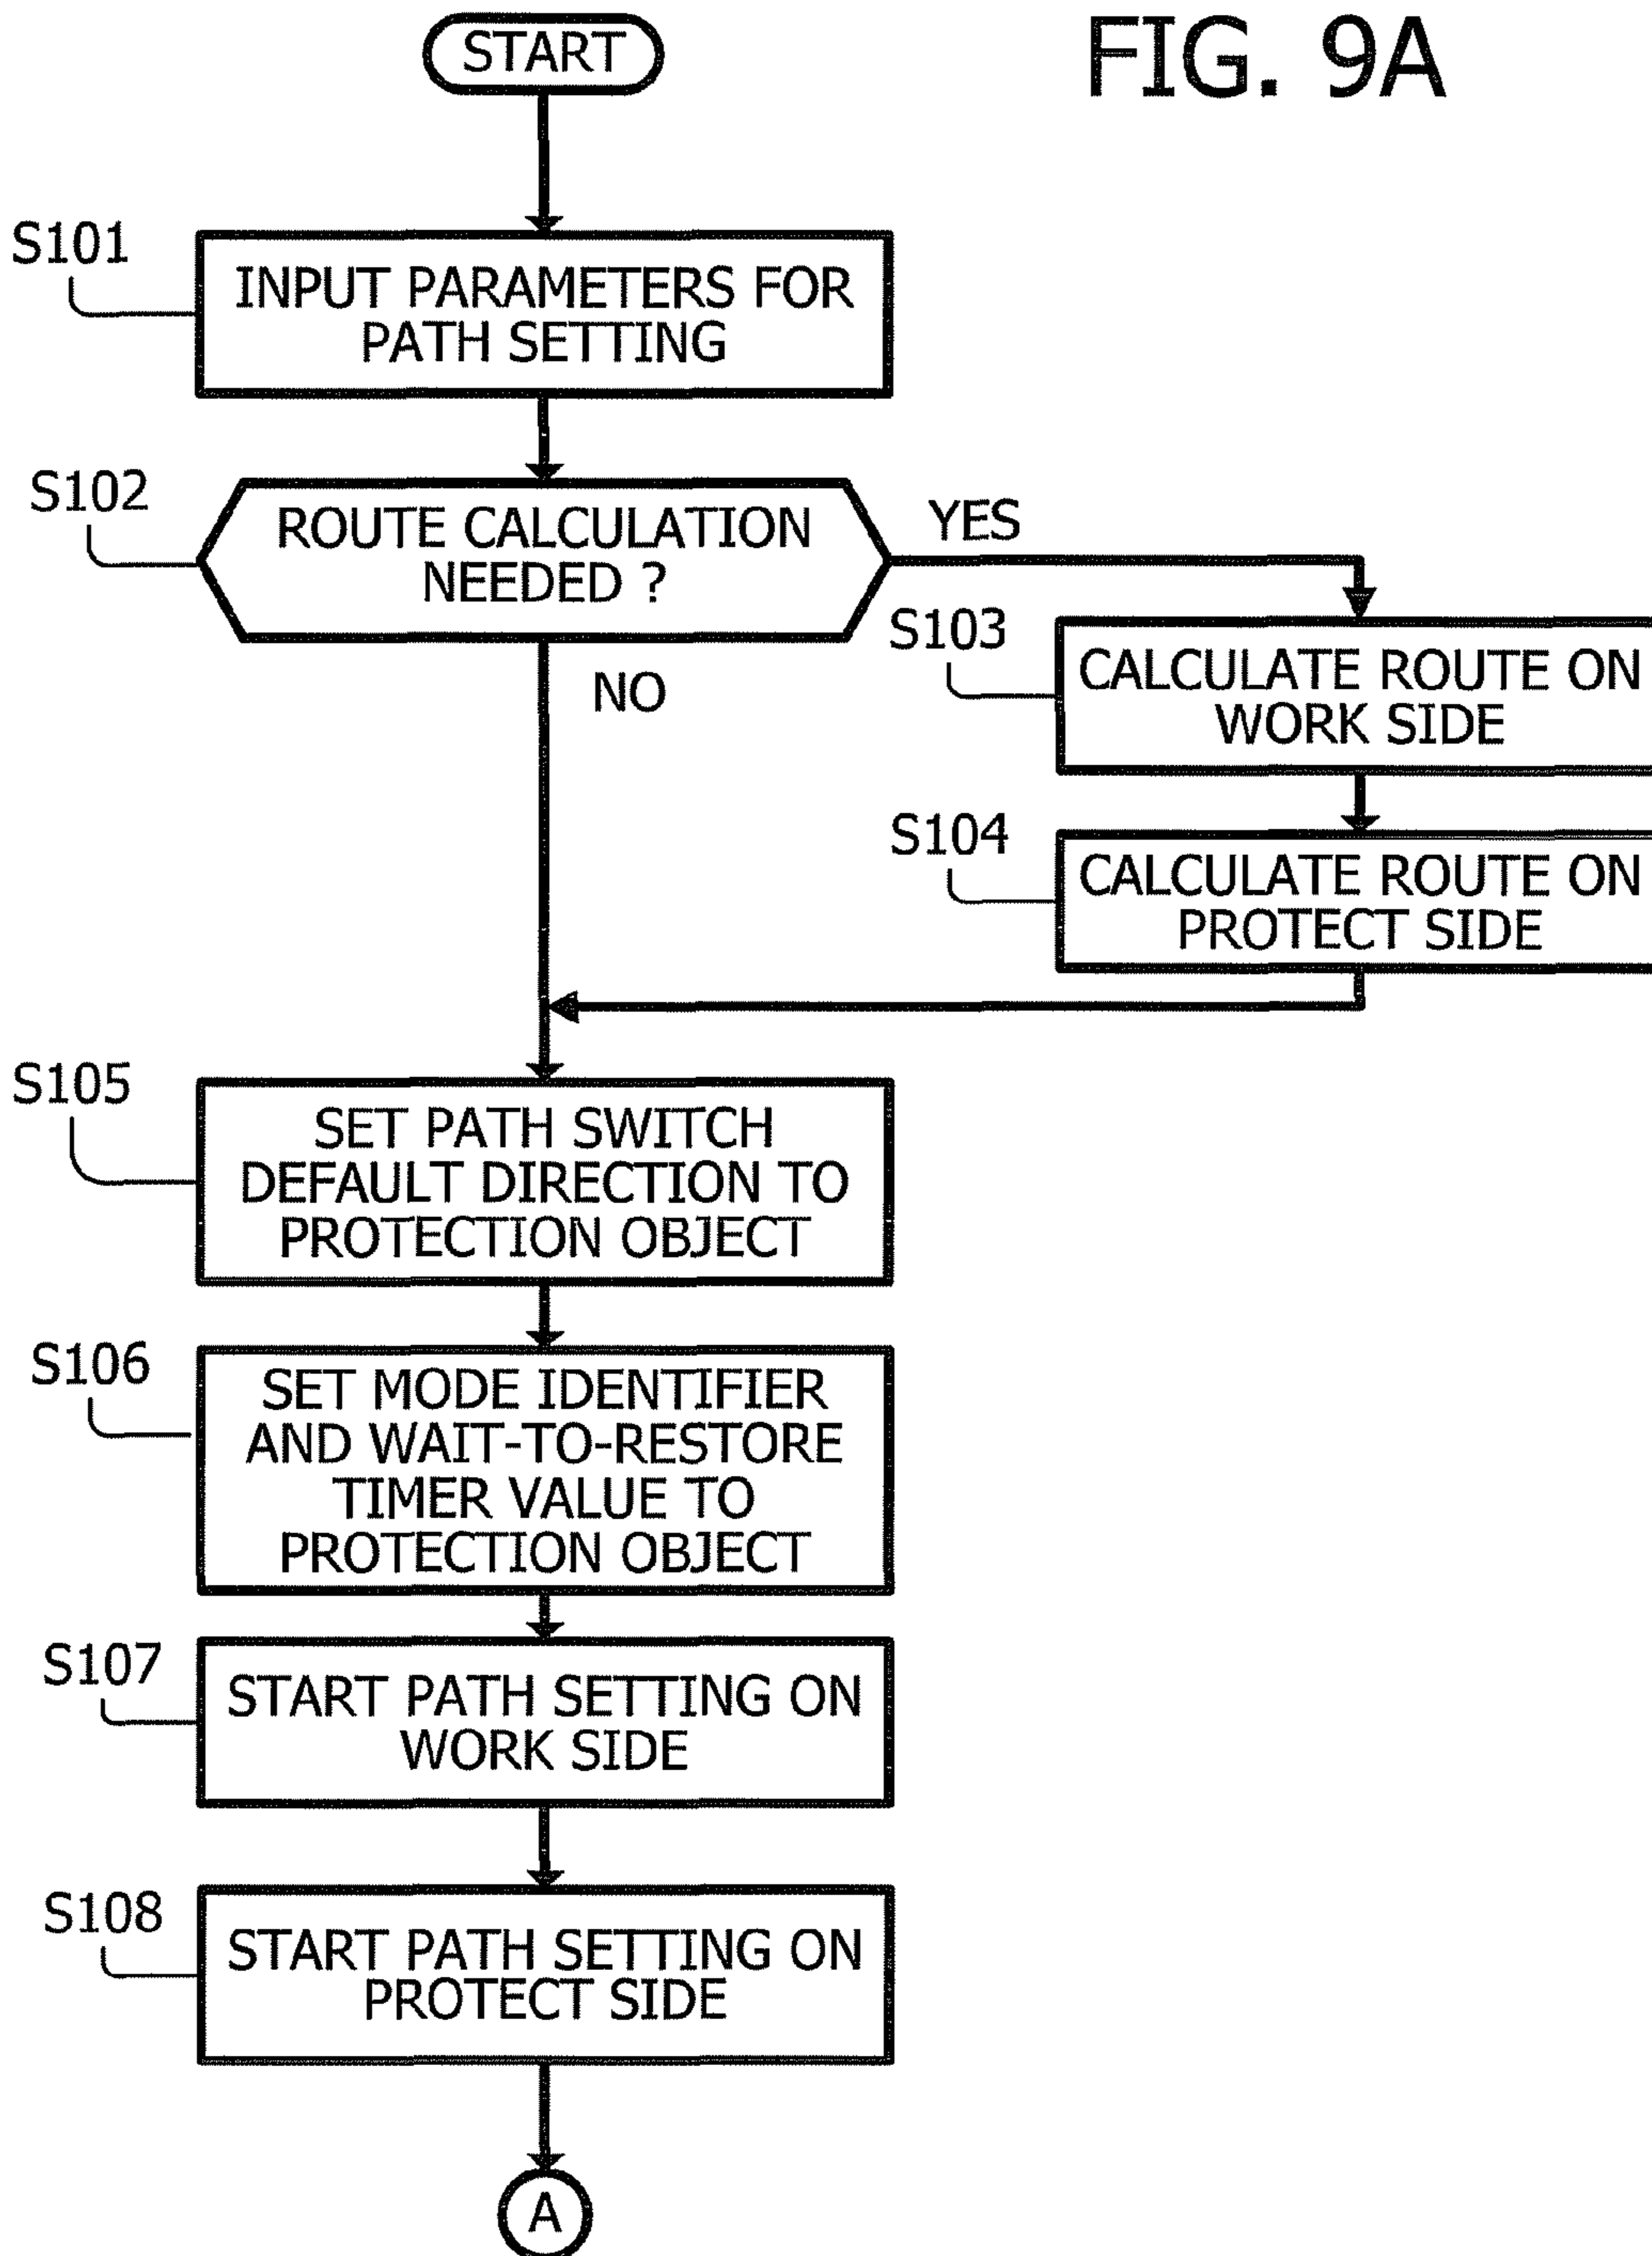 FIG. 9A
START
S101
INPUT PARAMETERS FOR
PATH SETTING
S102
ROUTE CALCULATION
NEEDED ?
YES
NO
S103
CALCULATE ROUTE ON
WORK SIDE
S104
CALCULATE ROUTE ON
PROTECT SIDE
S105
SET PATH SWITCH
DEFAULT DIRECTION TO
PROTECTION OBJECT
S106
SET MODE IDENTIFIER
AND WAIT-TO-RESTORE
TIMER VALUE TO
PROTECTION OBJECT
S107
START PATH SETTING ON
WORK SIDE
S108
START PATH SETTING ON
PROTECT SIDE
A